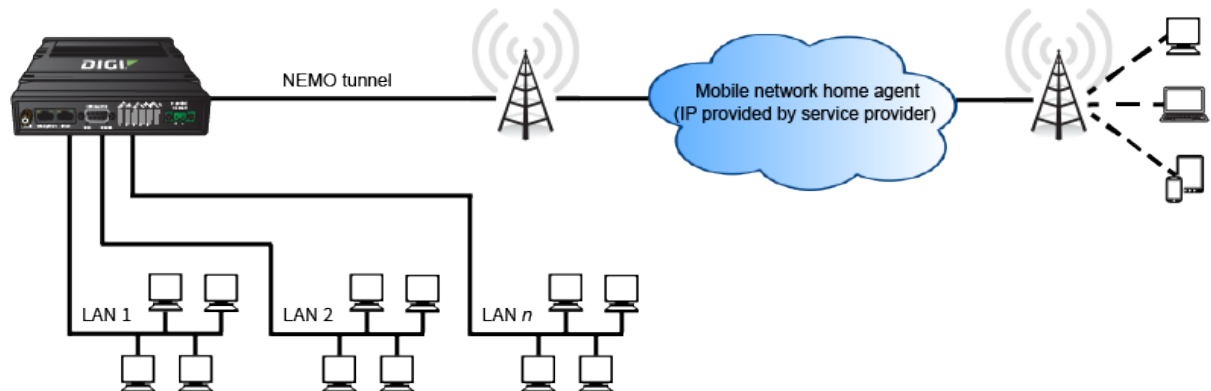 DIGI
NEMO tunnel
Mobile network home agent
(IP provided by service provider)
LAN 1
LAN 2
LAN n